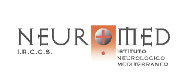 NEUROMED
I.R.C.C.S.
ISTITUTO
NEUROLOGICO
MEDITERRANEO